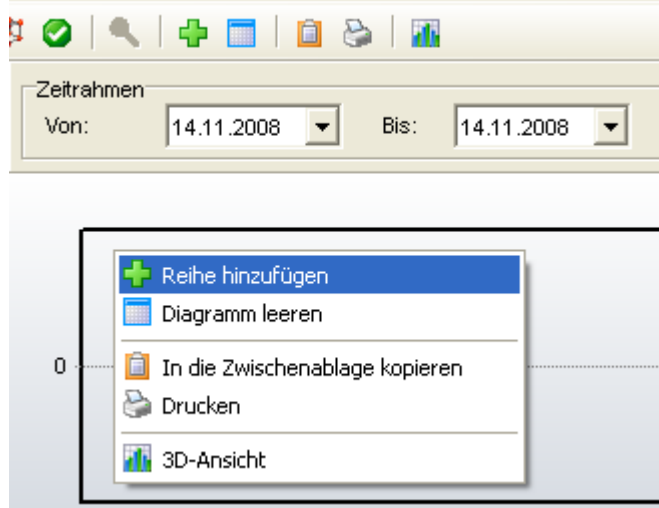 Zeitrahmen
Von: 14.11.2008 Bis: 14.11.2008
Reihe hinzufügen
Diagramm leeren
0
In die Zwischenablage kopieren
Drucken
3D-Ansicht